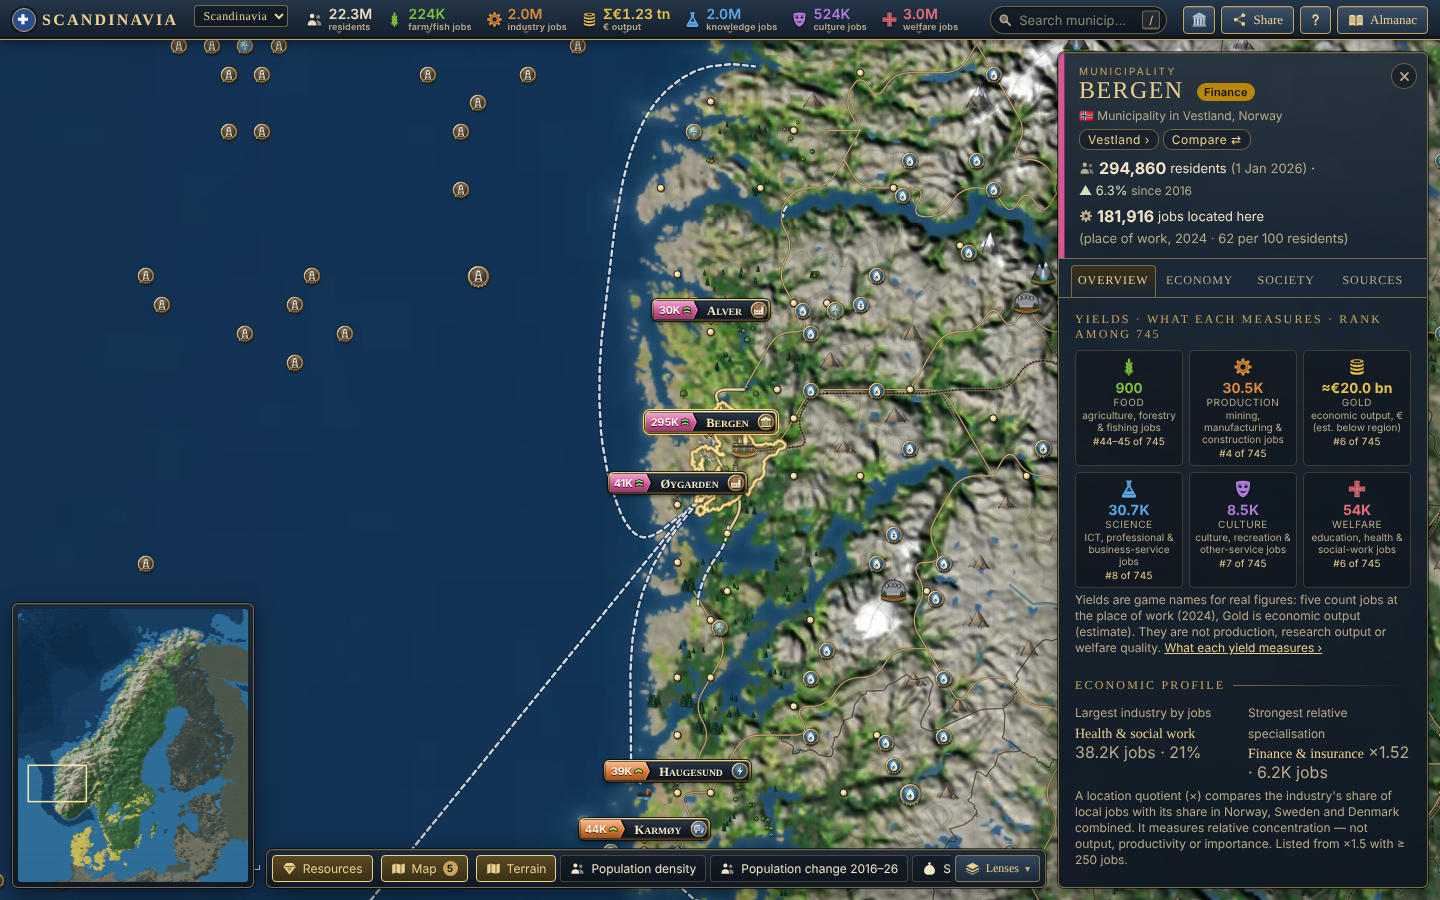 SCANDINAVIA
Scandinavia
22.3M
residents
224K
farm/fish jobs
2.0M
industry jobs
Σ€1.23 tn
€ output
2.0M
knowledge jobs
524K
culture jobs
3.0M
welfare jobs
Search municip...
/
Share
?
Almanac
MUNICIPALITY
BERGEN
Finance
Municipality in Vestland, Norway
Vestland ›
Compare ⇄
294,860 residents (1 Jan 2026) ·
▲ 6.3% since 2016
181,916 jobs located here
(place of work, 2024 · 62 per 100 residents)
OVERVIEW
ECONOMY
SOCIETY
SOURCES
YIELDS · WHAT EACH MEASURES · RANK
AMONG 745
900
FOOD
agriculture, forestry
& fishing jobs
#44–45 of 745
30.5K
PRODUCTION
mining,
manufacturing &
construction jobs
#4 of 745
≈€20.0 bn
GOLD
economic output, €
(est. below region)
#6 of 745
30.7K
SCIENCE
ICT, professional &
business-service
jobs
#8 of 745
8.5K
CULTURE
culture, recreation &
other-service jobs
#7 of 745
54K
WELFARE
education, health &
social-work jobs
#6 of 745
Yields are game names for real figures: five count jobs at
the place of work (2024), Gold is economic output
(estimate). They are not production, research output or
welfare quality. What each yield measures ›
ECONOMIC PROFILE
Largest industry by jobs
Health & social work
38.2K jobs · 21%
Strongest relative
specialisation
Finance & insurance ×1.52
· 6.2K jobs
A location quotient (×) compares the industry's share of
local jobs with its share in Norway, Sweden and Denmark
combined. It measures relative concentration — not
output, productivity or importance. Listed from ×1.5 with ≥
250 jobs.
30K ALVER
295K BERGEN
41K ØYGARDEN
39K HAUGESUND
44K KARMØY
Resources
Map 5
Terrain
Population density
Population change 2016–26
S
Lenses ▾